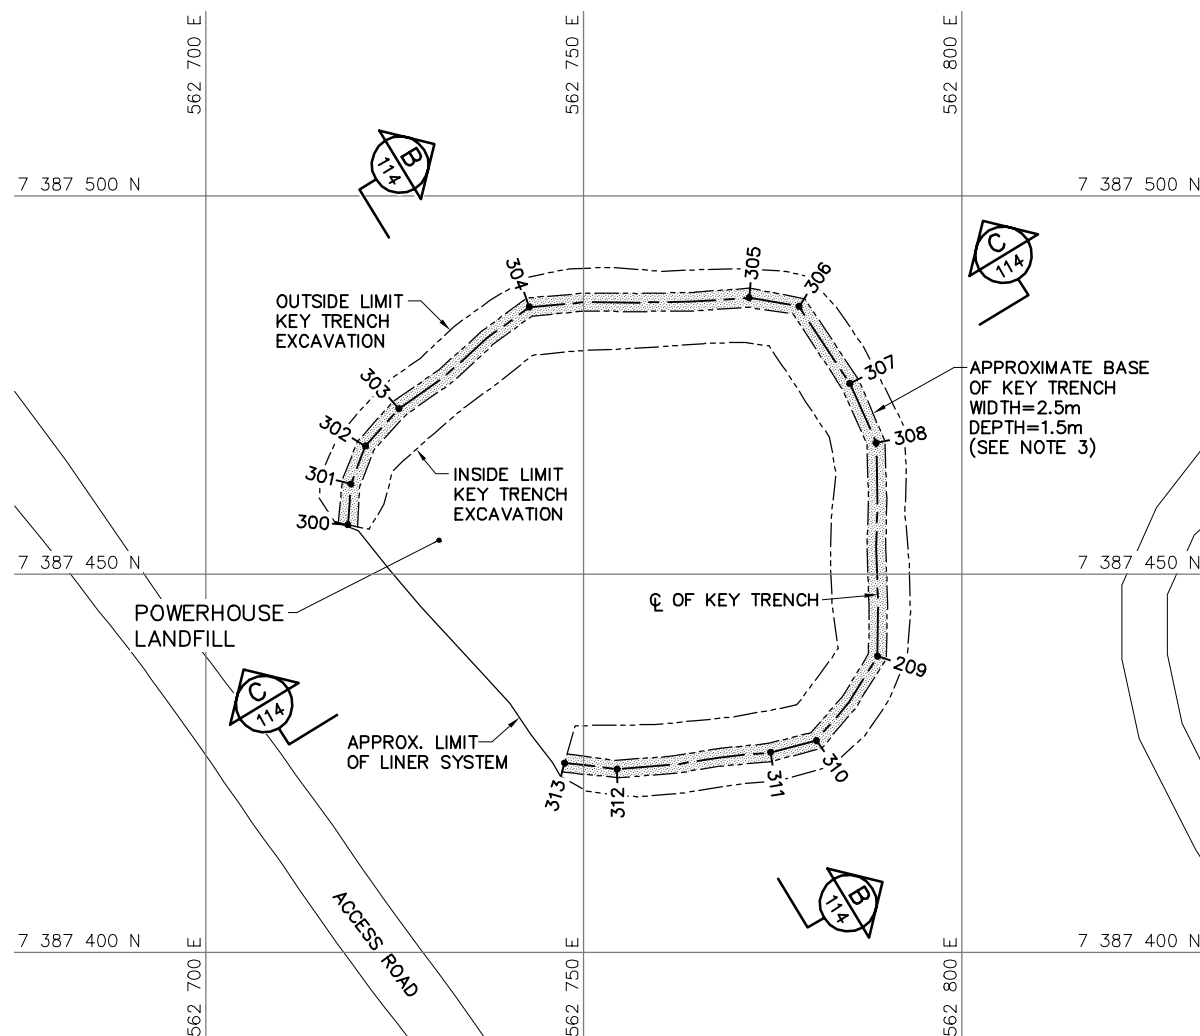 562 700 E
562 750 E
562 800 E
B
114
7 387 500 N
7 387 500 N
C
114
304
305
306
OUTSIDE LIMIT
KEY TRENCH
EXCAVATION
303
307
APPROXIMATE BASE
OF KEY TRENCH
WIDTH=2.5m
DEPTH=1.5m
(SEE NOTE 3)
302
308
301
INSIDE LIMIT
KEY TRENCH
EXCAVATION
300
7 387 450 N
7 387 450 N
POWERHOUSE
LANDFILL
℄ OF KEY TRENCH
209
C
114
APPROX. LIMIT
OF LINER SYSTEM
310
311
312
313
B
114
ACCESS ROAD
7 387 400 N
7 387 400 N
562 700 E
562 750 E
562 800 E